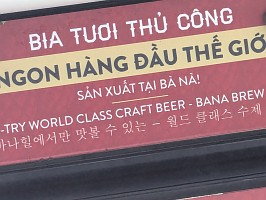 BIA TƯƠI THỦ CÔNG
NGON HÀNG ĐẦU THẾ GIỚ
SẢN XUẤT TẠI BÀ NÀ!
-TRY WORLD CLASS CRAFT BEER - BANA BREW
나힐에서만 맛볼 수 있는 – 월드 클래스 수제